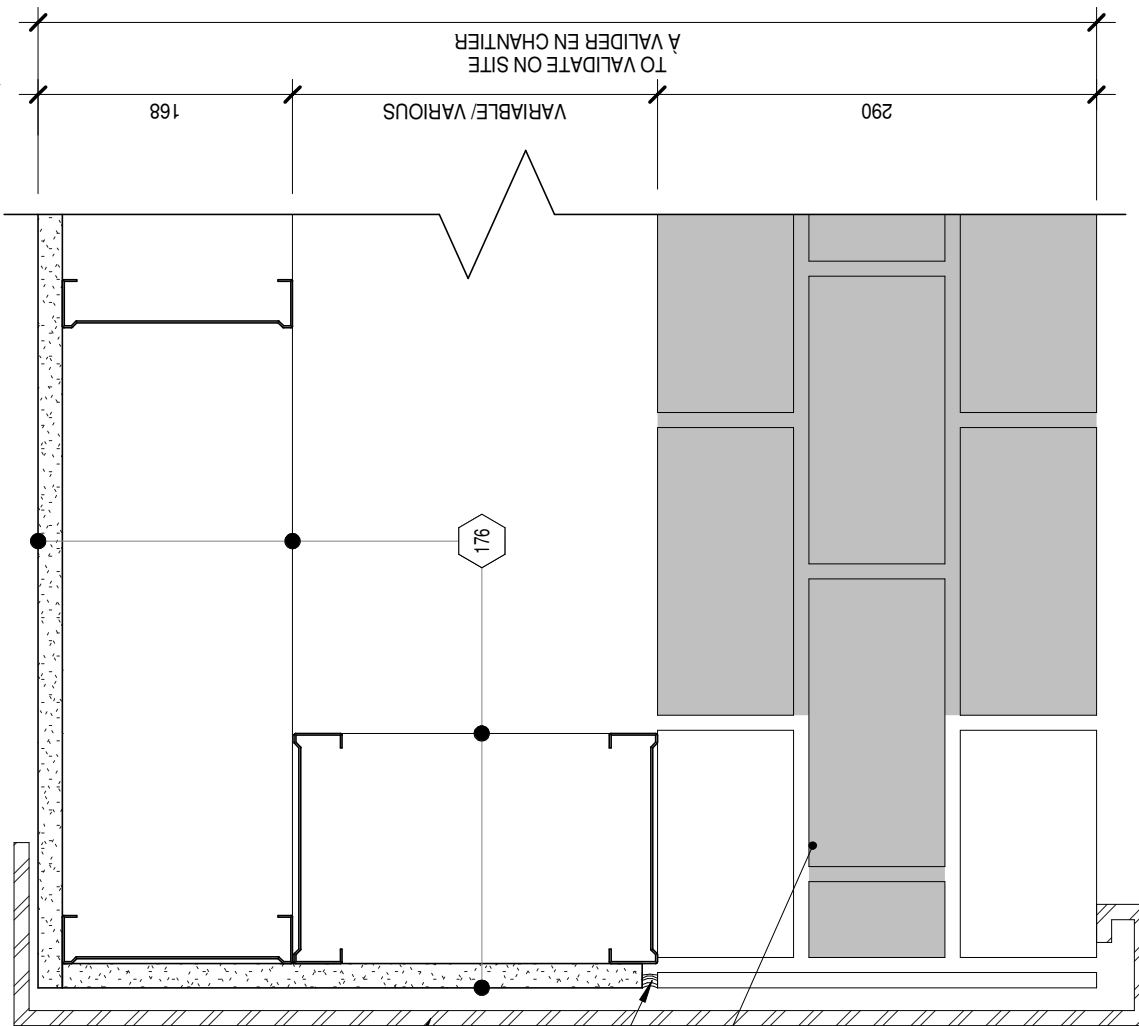 176
290
VARIABLE/ VARIOUS
168
TO VALIDATE ON SITE
À VALIDER EN CHANTIER